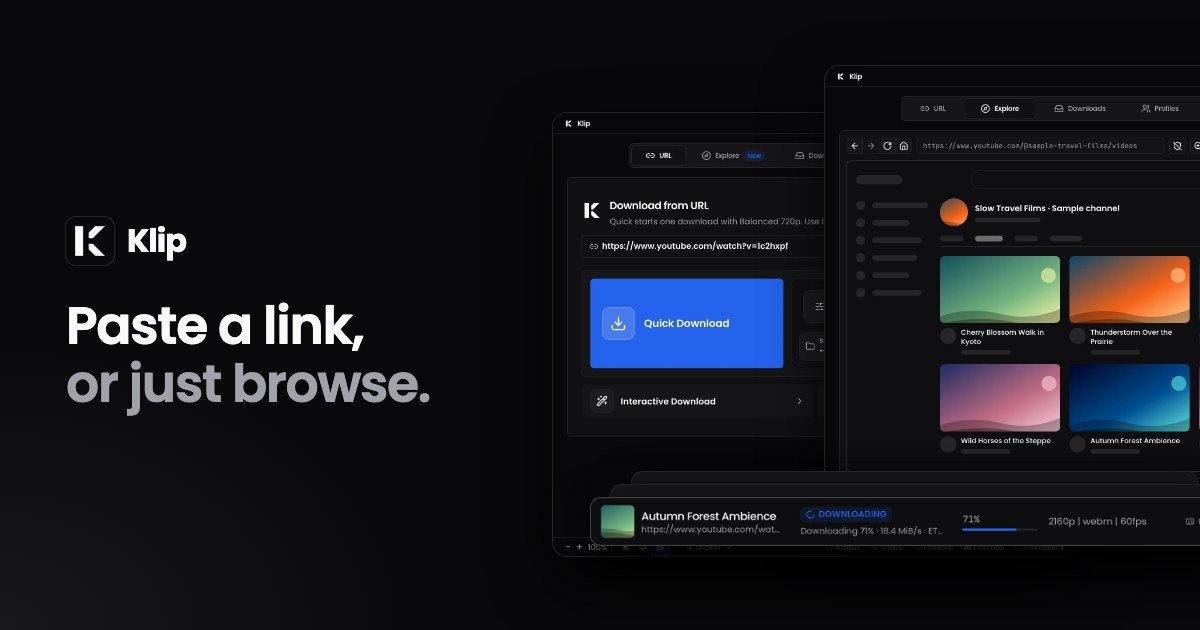 Klip
Paste a link,
or just browse.
Klip
URL
Explore New
Download from URL
Quick starts one download with Balanced 720p. Use
https://www.youtube.com/watch?v=1c2hxpf
Quick Download
Interactive Download
100%
Klip
URL
Explore
Downloads
Profiles
https://www.youtube.com/@sample-travel-films/videos
Slow Travel Films · Sample channel
Cherry Blossom Walk in
Kyoto
Thunderstorm Over the
Prairie
Wild Horses of the Steppe
Autumn Forest Ambience
Autumn Forest Ambience
https://www.youtube.com/wat...
DOWNLOADING
Downloading 71% · 18.4 MiB/s · ET...
71%
2160p | webm | 60fps